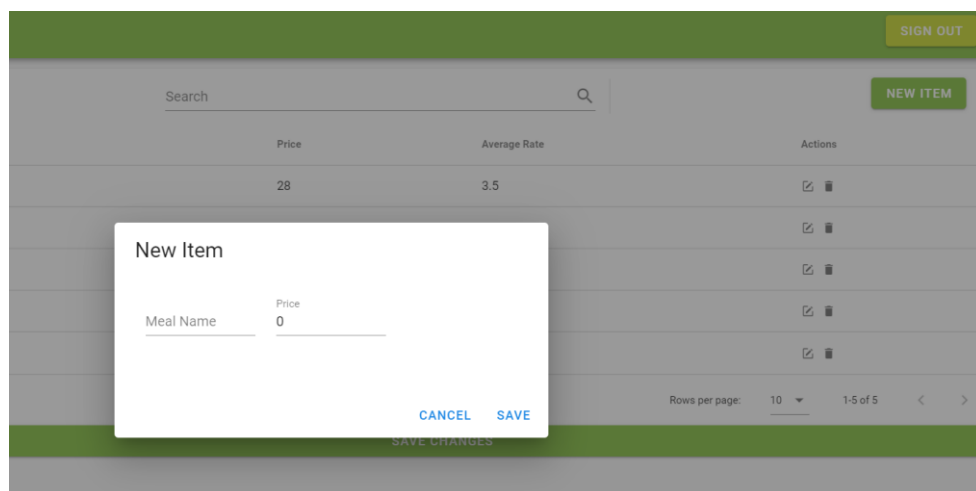 SIGN OUT
Search
NEW ITEM
Price Average Rate Actions
28 3.5
New Item
Price
Meal Name 0
CANCEL SAVE
Rows per page: 10 1-5 of 5
SAVE CHANGES